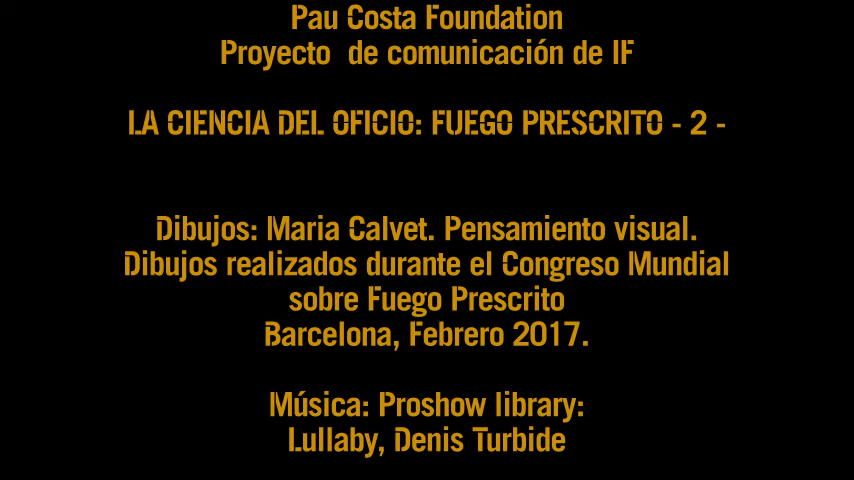 Pau Costa Foundation
Proyecto de comunicación de IF
LA CIENCIA DEL OFICIO: FUEGO PRESCRITO - 2 -
Dibujos: Maria Calvet. Pensamiento visual.
Dibujos realizados durante el Congreso Mundial
sobre Fuego Prescrito
Barcelona, Febrero 2017.
Música: Proshow library:
Lullaby, Denis Turbide